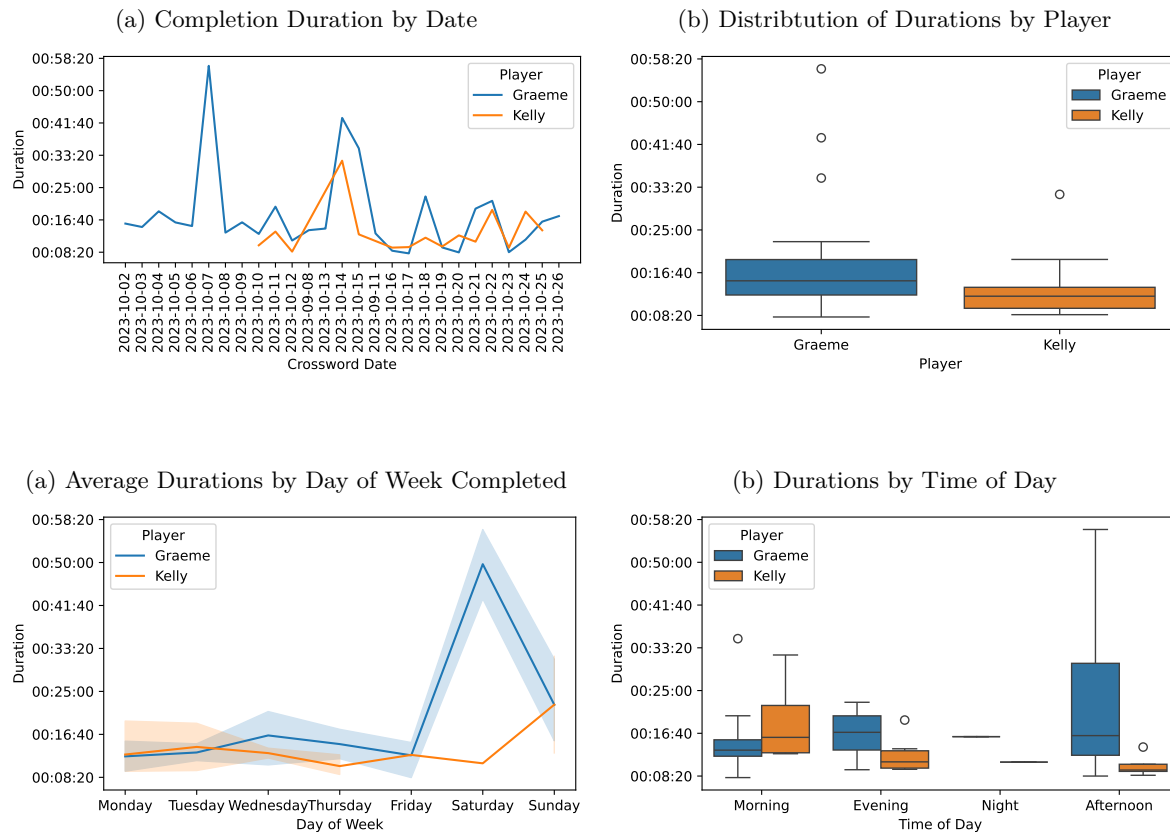 (a) Completion Duration by Date
00:58:20
00:50:00
00:41:40
00:33:20
00:25:00
00:16:40
00:08:20
Duration
Player
Graeme
Kelly
2023-10-02
2023-10-03
2023-10-04
2023-10-05
2023-10-06
2023-10-07
2023-10-08
2023-10-09
2023-10-10
2023-10-11
2023-10-12
2023-09-08
2023-10-13
2023-10-14
2023-10-15
2023-09-11
2023-10-16
2023-10-17
2023-10-18
2023-10-19
2023-10-20
2023-10-21
2023-10-22
2023-10-23
2023-10-24
2023-10-25
2023-10-26
Crossword Date
(b) Distribtution of Durations by Player
00:58:20
00:50:00
00:41:40
00:33:20
00:25:00
00:16:40
00:08:20
Duration
Player
Graeme
Kelly
Graeme
Kelly
Player
(a) Average Durations by Day of Week Completed
00:58:20
00:50:00
00:41:40
00:33:20
00:25:00
00:16:40
00:08:20
Duration
Player
Graeme
Kelly
Monday
Tuesday
Wednesday
Thursday
Friday
Saturday
Sunday
Day of Week
(b) Durations by Time of Day
00:58:20
00:50:00
00:41:40
00:33:20
00:25:00
00:16:40
00:08:20
Duration
Player
Graeme
Kelly
Morning
Evening
Night
Afternoon
Time of Day